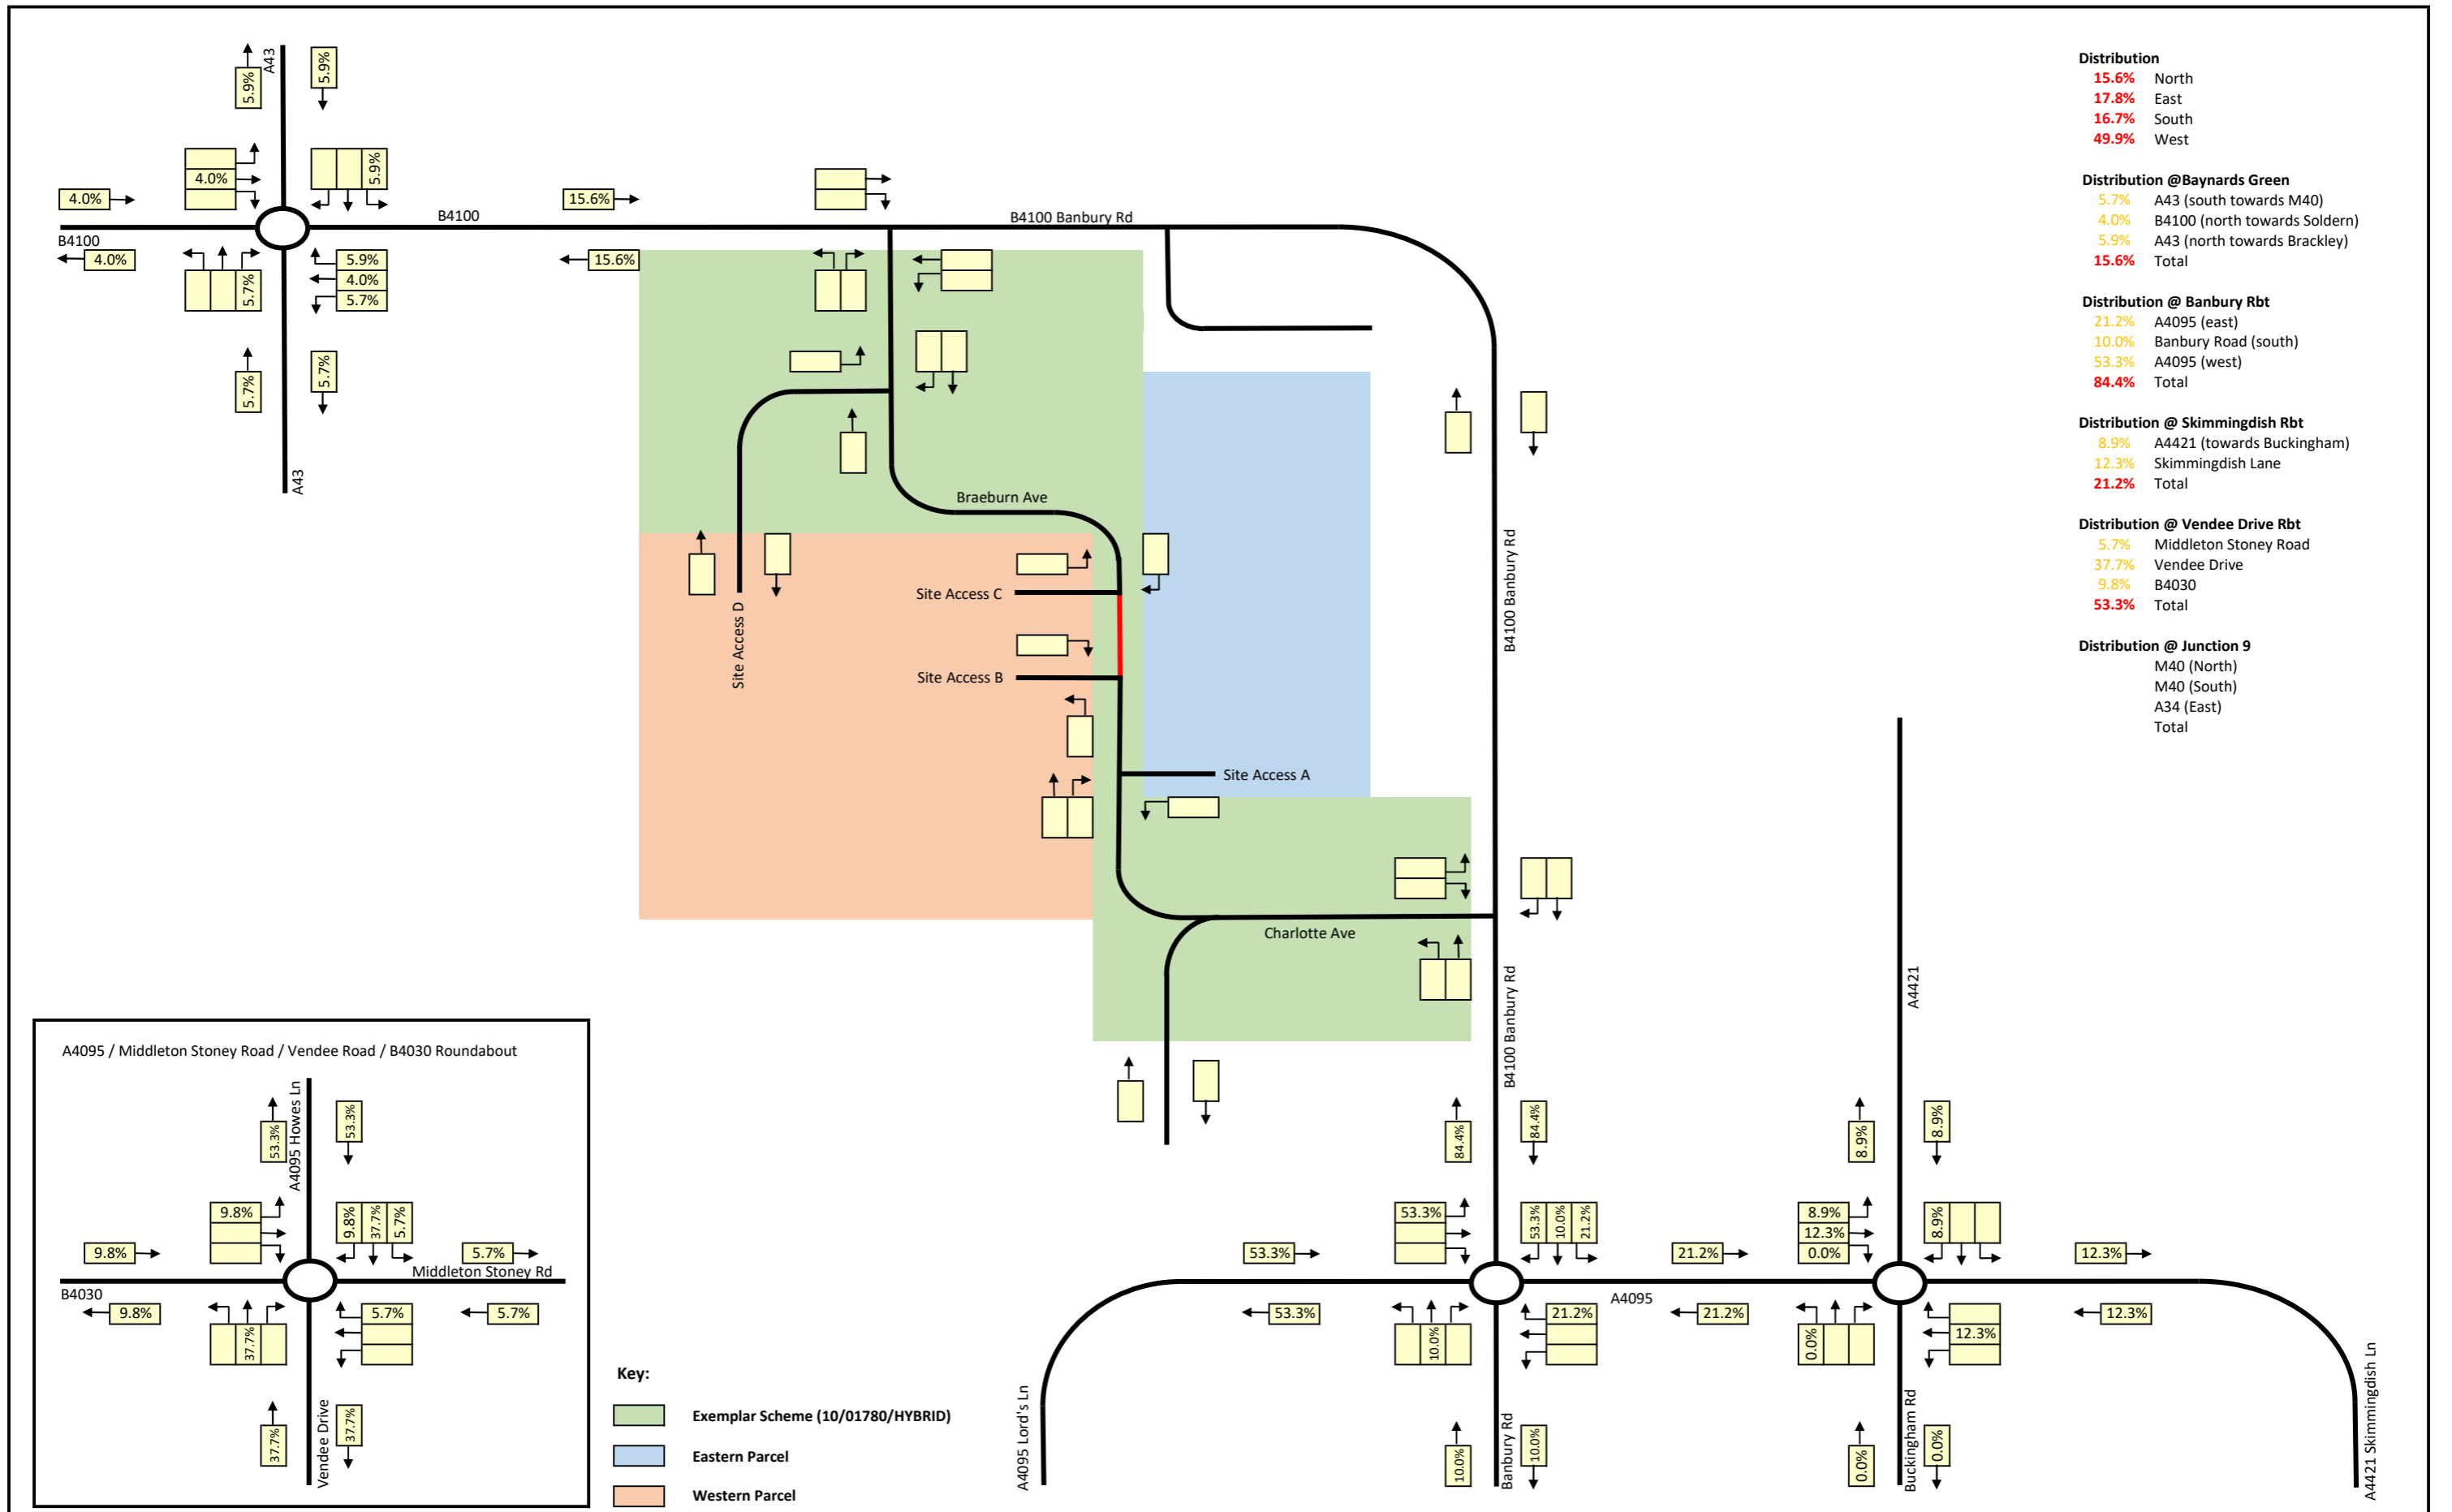 Distribution
15.6% North
17.8% East
16.7% South
49.9% West
Distribution @Baynards Green
5.7% A43 (south towards M40)
4.0% B4100 (north towards Soldern)
5.9% A43 (north towards Brackley)
15.6% Total
Distribution @ Banbury Rbt
21.2% A4095 (east)
10.0% Banbury Road (south)
53.3% A4095 (west)
84.4% Total
Distribution @ Skimmingdish Rbt
8.9% A4421 (towards Buckingham)
12.3% Skimmingdish Lane
21.2% Total
Distribution @ Vendee Drive Rbt
5.7% Middleton Stoney Road
37.7% Vendee Drive
9.8% B4030
53.3% Total
Distribution @ Junction 9
M40 (North)
M40 (South)
A34 (East)
Total
A43
5.9%
5.9%
5.9%
4.0%
4.0%
15.6%
B4100
B4100 Banbury Rd
B4100
4.0%
5.7%
5.9%
4.0%
5.7%
15.6%
5.7%
5.7%
A43
Braeburn Ave
Site Access C
Site Access D
Site Access B
Site Access A
B4100 Banbury Rd
Charlotte Ave
B4100 Banbury Rd
A4421
84.4%
84.4%
8.9%
8.9%
53.3%
53.3%
10.0%
21.2%
8.9%
12.3%
0.0%
8.9%
53.3%
21.2%
12.3%
A4095
53.3%
10.0%
21.2%
21.2%
0.0%
12.3%
12.3%
A4095 Lord's Ln
10.0%
Banbury Rd
10.0%
0.0%
Buckingham Rd
0.0%
A4421 Skimmingdish Ln
A4095 / Middleton Stoney Road / Vendee Road / B4030 Roundabout
53.3%
A4095 Howes Ln
53.3%
9.8%
9.8%
37.7%
5.7%
9.8%
5.7%
Middleton Stoney Rd
B4030
9.8%
37.7%
5.7%
5.7%
37.7%
Vendee Drive
37.7%
Key:
Exemplar Scheme (10/01780/HYBRID)
Eastern Parcel
Western Parcel